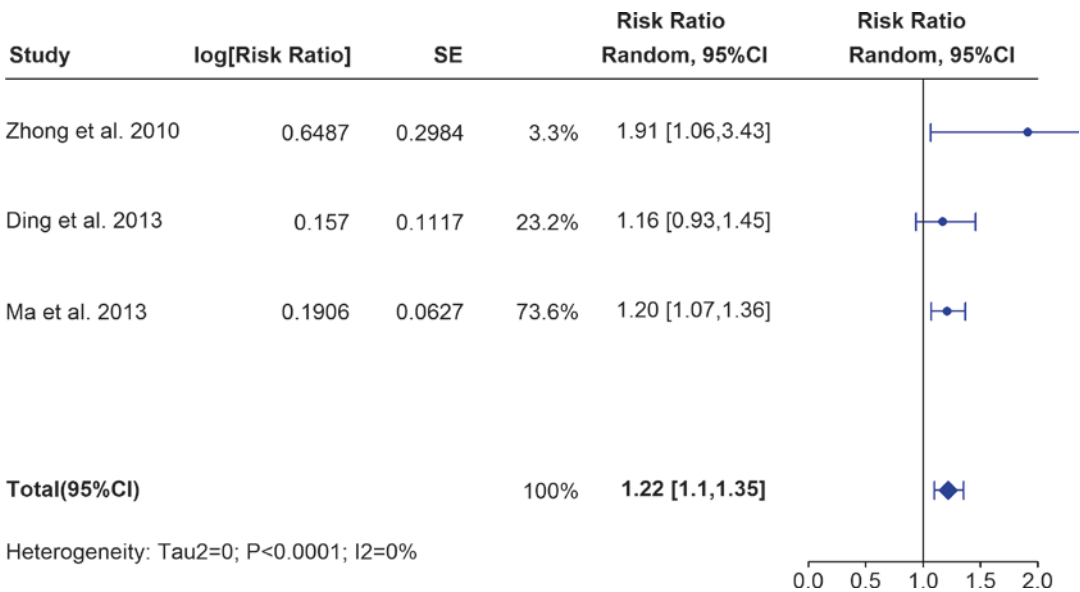 Risk Ratio Risk Ratio
Study log[Risk Ratio] SE Random, 95%CI Random, 95%CI
Zhong et al. 2010 0.6487 0.2984 3.3% 1.91 [1.06,3.43]
Ding et al. 2013 0.157 0.1117 23.2% 1.16 [0.93,1.45]
Ma et al. 2013 0.1906 0.0627 73.6% 1.20 [1.07,1.36]
Total(95%CI) 100% 1.22 [1.1,1.35]
Heterogeneity: Tau2=0; P<0.0001; I2=0%
0.0 0.5 1.0 1.5 2.0